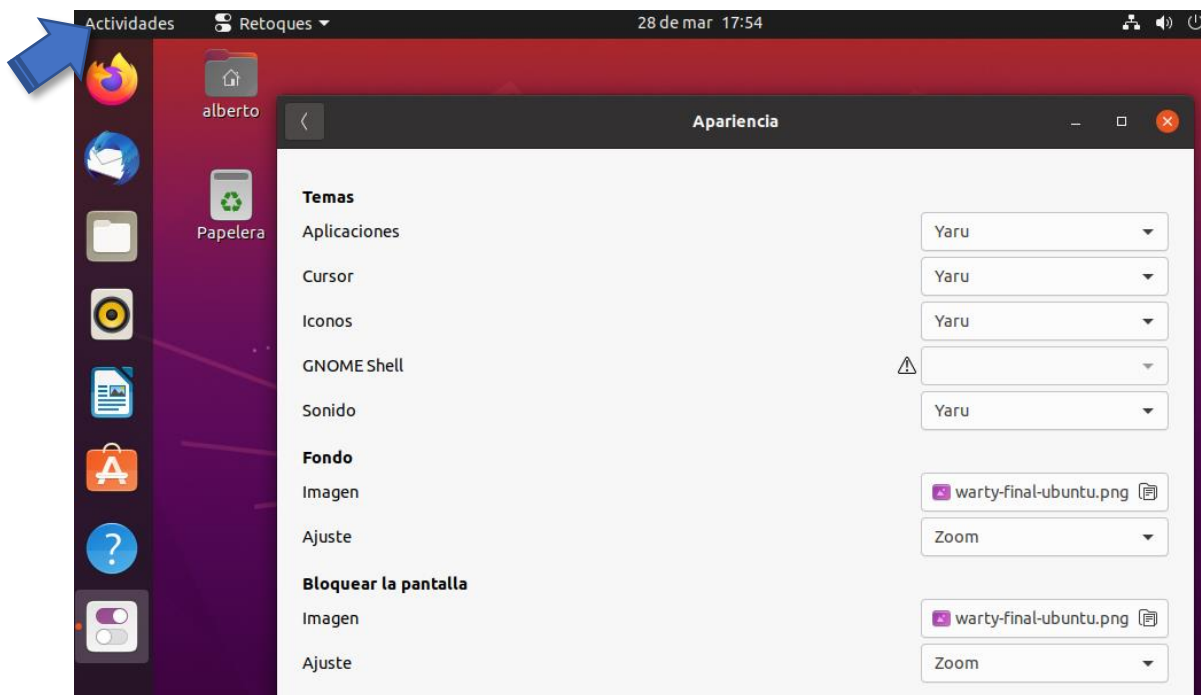 Actividades Retoques 28 de mar 17:54
alberto
Papelera
Apariencia
Temas
Aplicaciones Yaru
Cursor Yaru
Iconos Yaru
GNOME Shell
Sonido Yaru
Fondo
Imagen warty-final-ubuntu.png
Ajuste Zoom
Bloquear la pantalla
Imagen warty-final-ubuntu.png
Ajuste Zoom